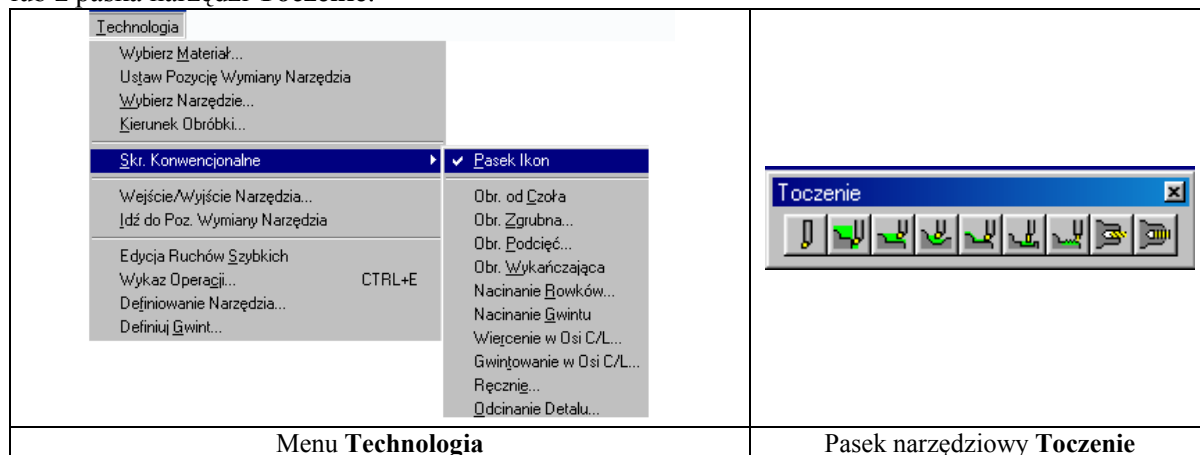 lub z paska narzędzi Toczenie:
Technologia
Wybierz Materiał...
Ustaw Pozycję Wymiany Narzędzia
Wybierz Narzędzie...
Kierunek Obróbki...
Skr. Konwencjonalne
Wejście/Wyjście Narzędzia...
Idź do Poz. Wymiany Narzędzia
Edycja Ruchów Szybkich
Wykaz Operacji... CTRL+E
Definiowanie Narzędzia...
Definiuj Gwint...
Pasek Ikon
Obr. od Czoła
Obr. Zgrubna...
Obr. Podcięć...
Obr. Wykańczająca
Nacinanie Rowków...
Nacinanie Gwintu
Wiercenie w Osi C/L...
Gwintowanie w Osi C/L...
Ręcznie...
Odcinanie Detalu...
Toczenie
Menu Technologia
Pasek narzędziowy Toczenie